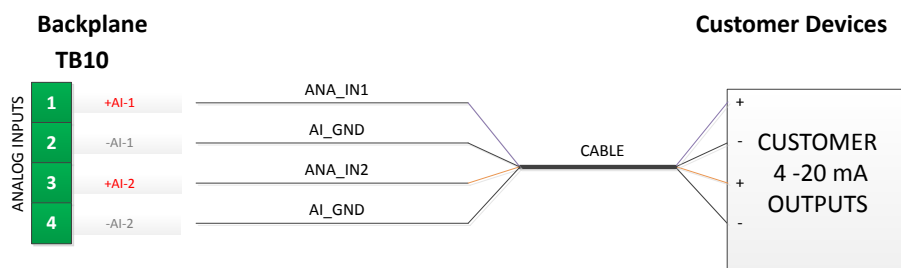 Backplane
TB10
Customer Devices
ANALOG INPUTS
1 +AI-1 ANA_IN1 +
2 -AI-1 AI_GND -
3 +AI-2 ANA_IN2 +
4 -AI-2 AI_GND -
CABLE
CUSTOMER
4 -20 mA
OUTPUTS